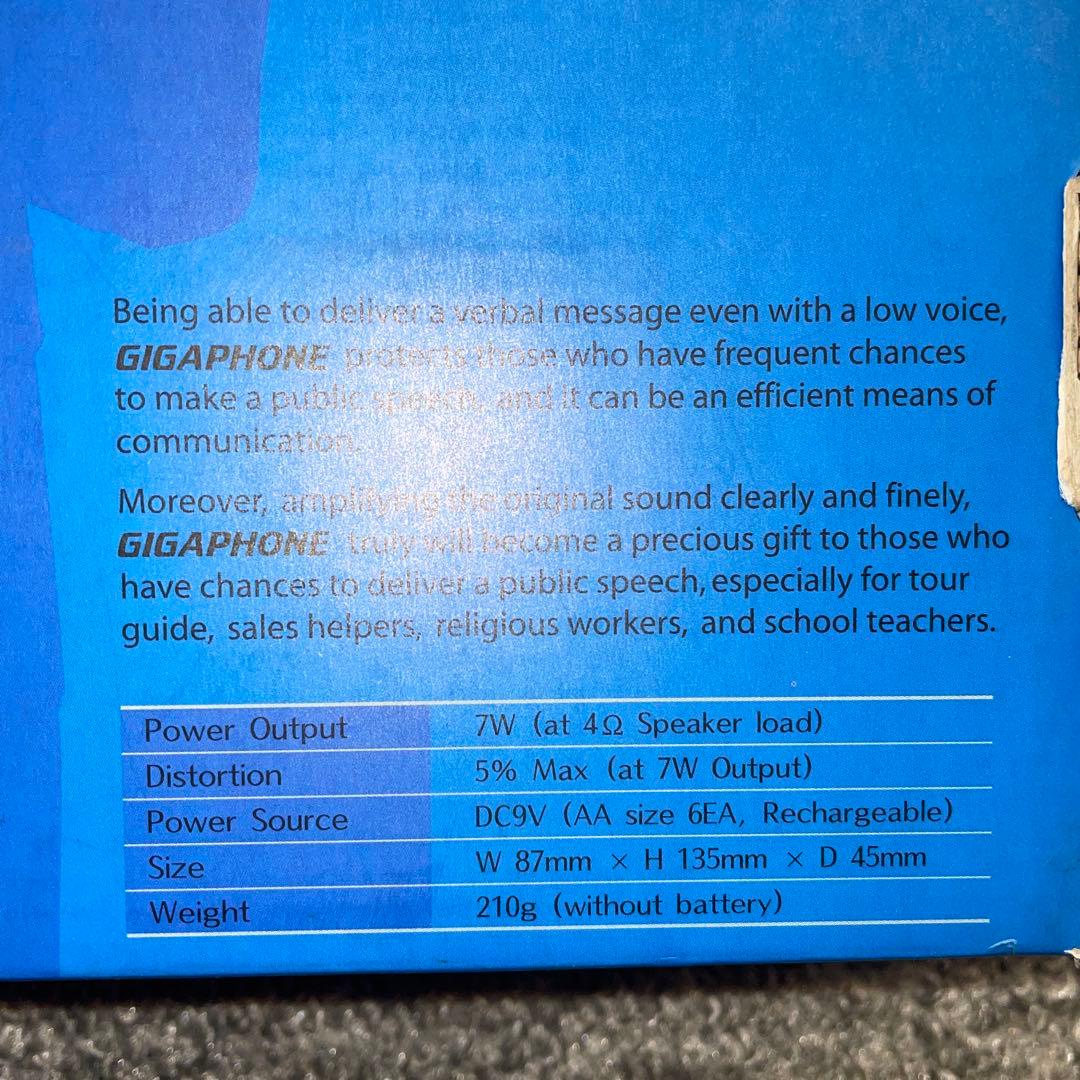 Being able to deliver a verbal message even with a low voice,
GIGAPHONE protects those who have frequent chances
to make a public speech, and it can be an efficient means of
communication.
Moreover, amplifying the original sound clearly and finely,
GIGAPHONE truly will become a precious gift to those who
have chances to deliver a public speech, especially for tour
guide, sales helpers, religious workers, and school teachers.
Power Output 7W (at 4Ω Speaker load)
Distortion 5% Max (at 7W Output)
Power Source DC9V (AA size 6EA, Rechargeable)
Size W 87mm × H 135mm × D 45mm
Weight 210g (without battery)